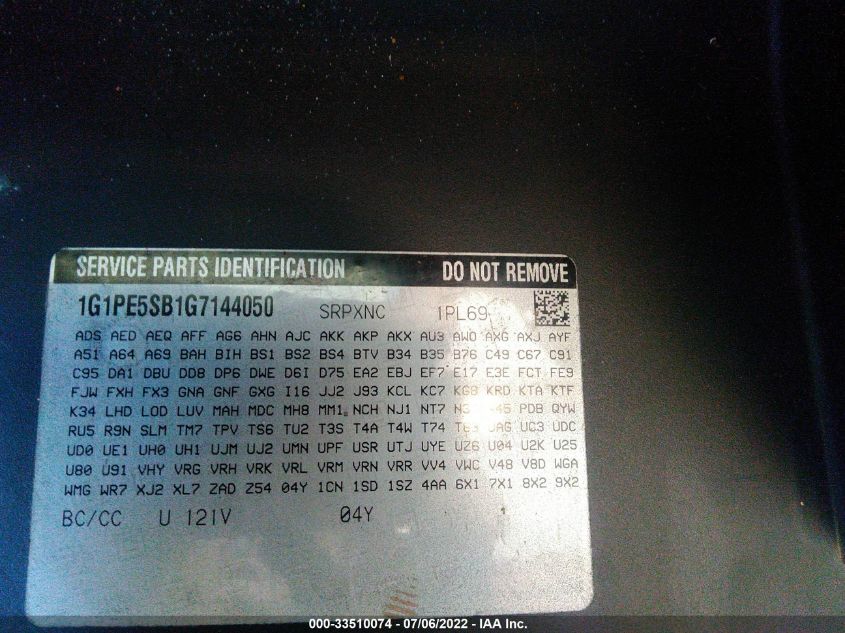 SERVICE PARTS IDENTIFICATION DO NOT REMOVE
1G1PE5SB1G7144050 SRPXNC 1PL69
ADS AED AEQ AFF AG6 AHN AJC AKK AKP AKX AU3 AWO AXG AXJ AYF
A51 A64 A69 BAH BIH BS1 BS2 BS4 BTV B34 B35 B76 C49 C67 C91
C95 DA1 DBU DD8 DP6 DWE D6I D75 EA2 EBJ EF7 E17 E3E FCT FE9
FJW FXH FX3 GNA GNF GXG I16 JJ2 J93 KCL KC7 KG8 KRD KTA KTF
K34 LHD LOD LUV MAH MDC MH8 MM1 NCH NJ1 NT7 PDB QYW
RU5 R9N SLM TM7 TPV TS6 TU2 T3S T4A T4W T74 UC3 UDC
UD0 UE1 UH0 UH1 UJM UJ2 UMN UPF USR UTJ UYE UZ6 U04 U2K U25
U80 U91 VHY VRG VRH VRK VRL VRM VRN VRR VV4 VWC V48 V8D WGA
WMG WR7 XJ2 XL7 ZAD Z54 04Y 1CN 1SD 1SZ 4AA 6X1 7X1 8X2 9X2
BC/CC U 121V 04Y
000-33510074 - 07/06/2022 - IAA Inc.